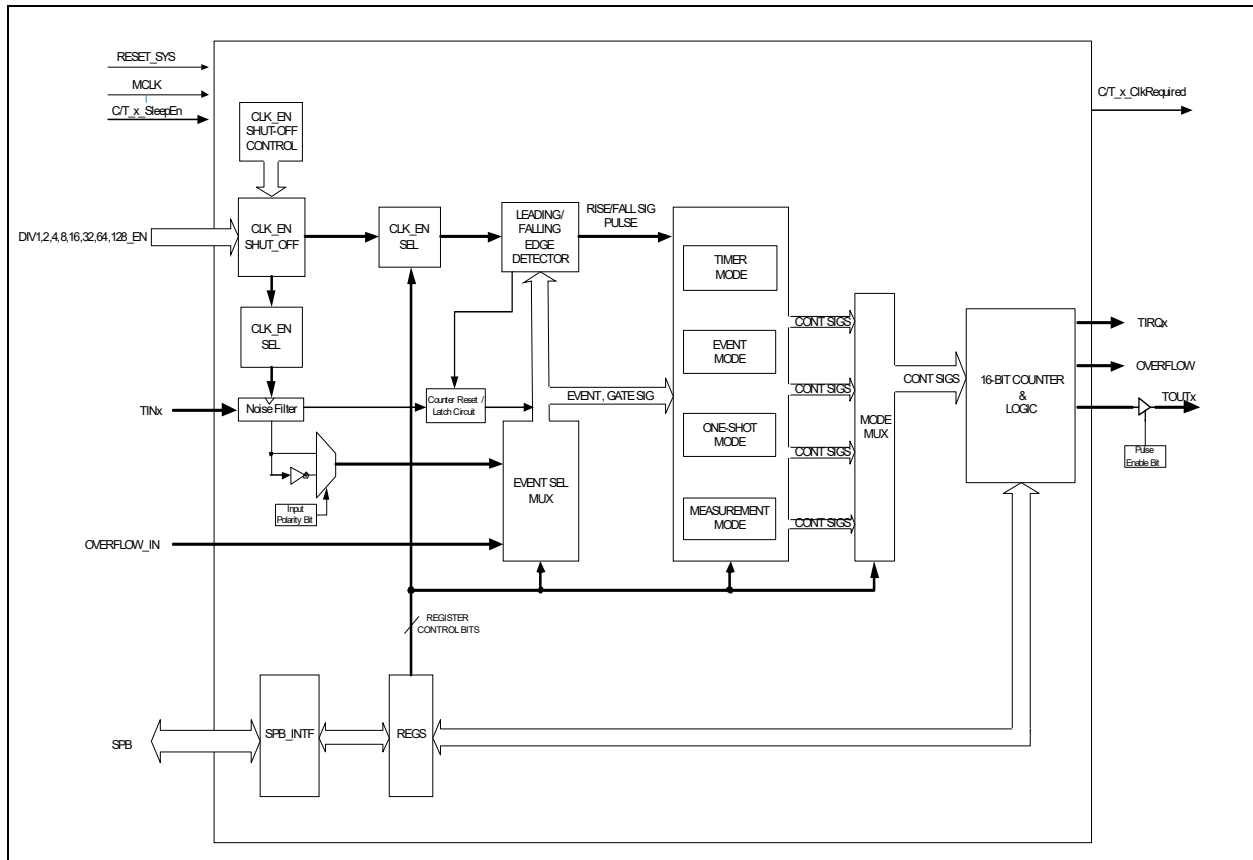 RESET_SYS
MCLK
C/T_x_SleepEn
C/T_x_ClkRequired
CLK_EN
SHUT-OFF
CONTROL
DIV1,2,4,8,16,32,64,128_EN
CLK_EN
SHUT_OFF
CLK_EN
SEL
LEADING/
FALLING
EDGE
DETECTOR
RISE/FALL SIG
PULSE
TIMER
MODE
EVENT
MODE
ONE-SHOT
MODE
MEASUREMENT
MODE
CONT SIGS
CONT SIGS
CONT SIGS
CONT SIGS
MODE
MUX
CONT SIGS
16-BIT COUNTER
&
LOGIC
TIRQx
OVERFLOW
TOUTx
Pulse
Enable Bit
CLK_EN
SEL
TINx
Noise Filter
Counter Reset /
Latch Circuit
EVENT, GATE SIG
Input
Polarity Bit
EVENT SEL
MUX
OVERFLOW_IN
REGISTER
CONTROL BITS
SPB
SPB_INTF
REGS